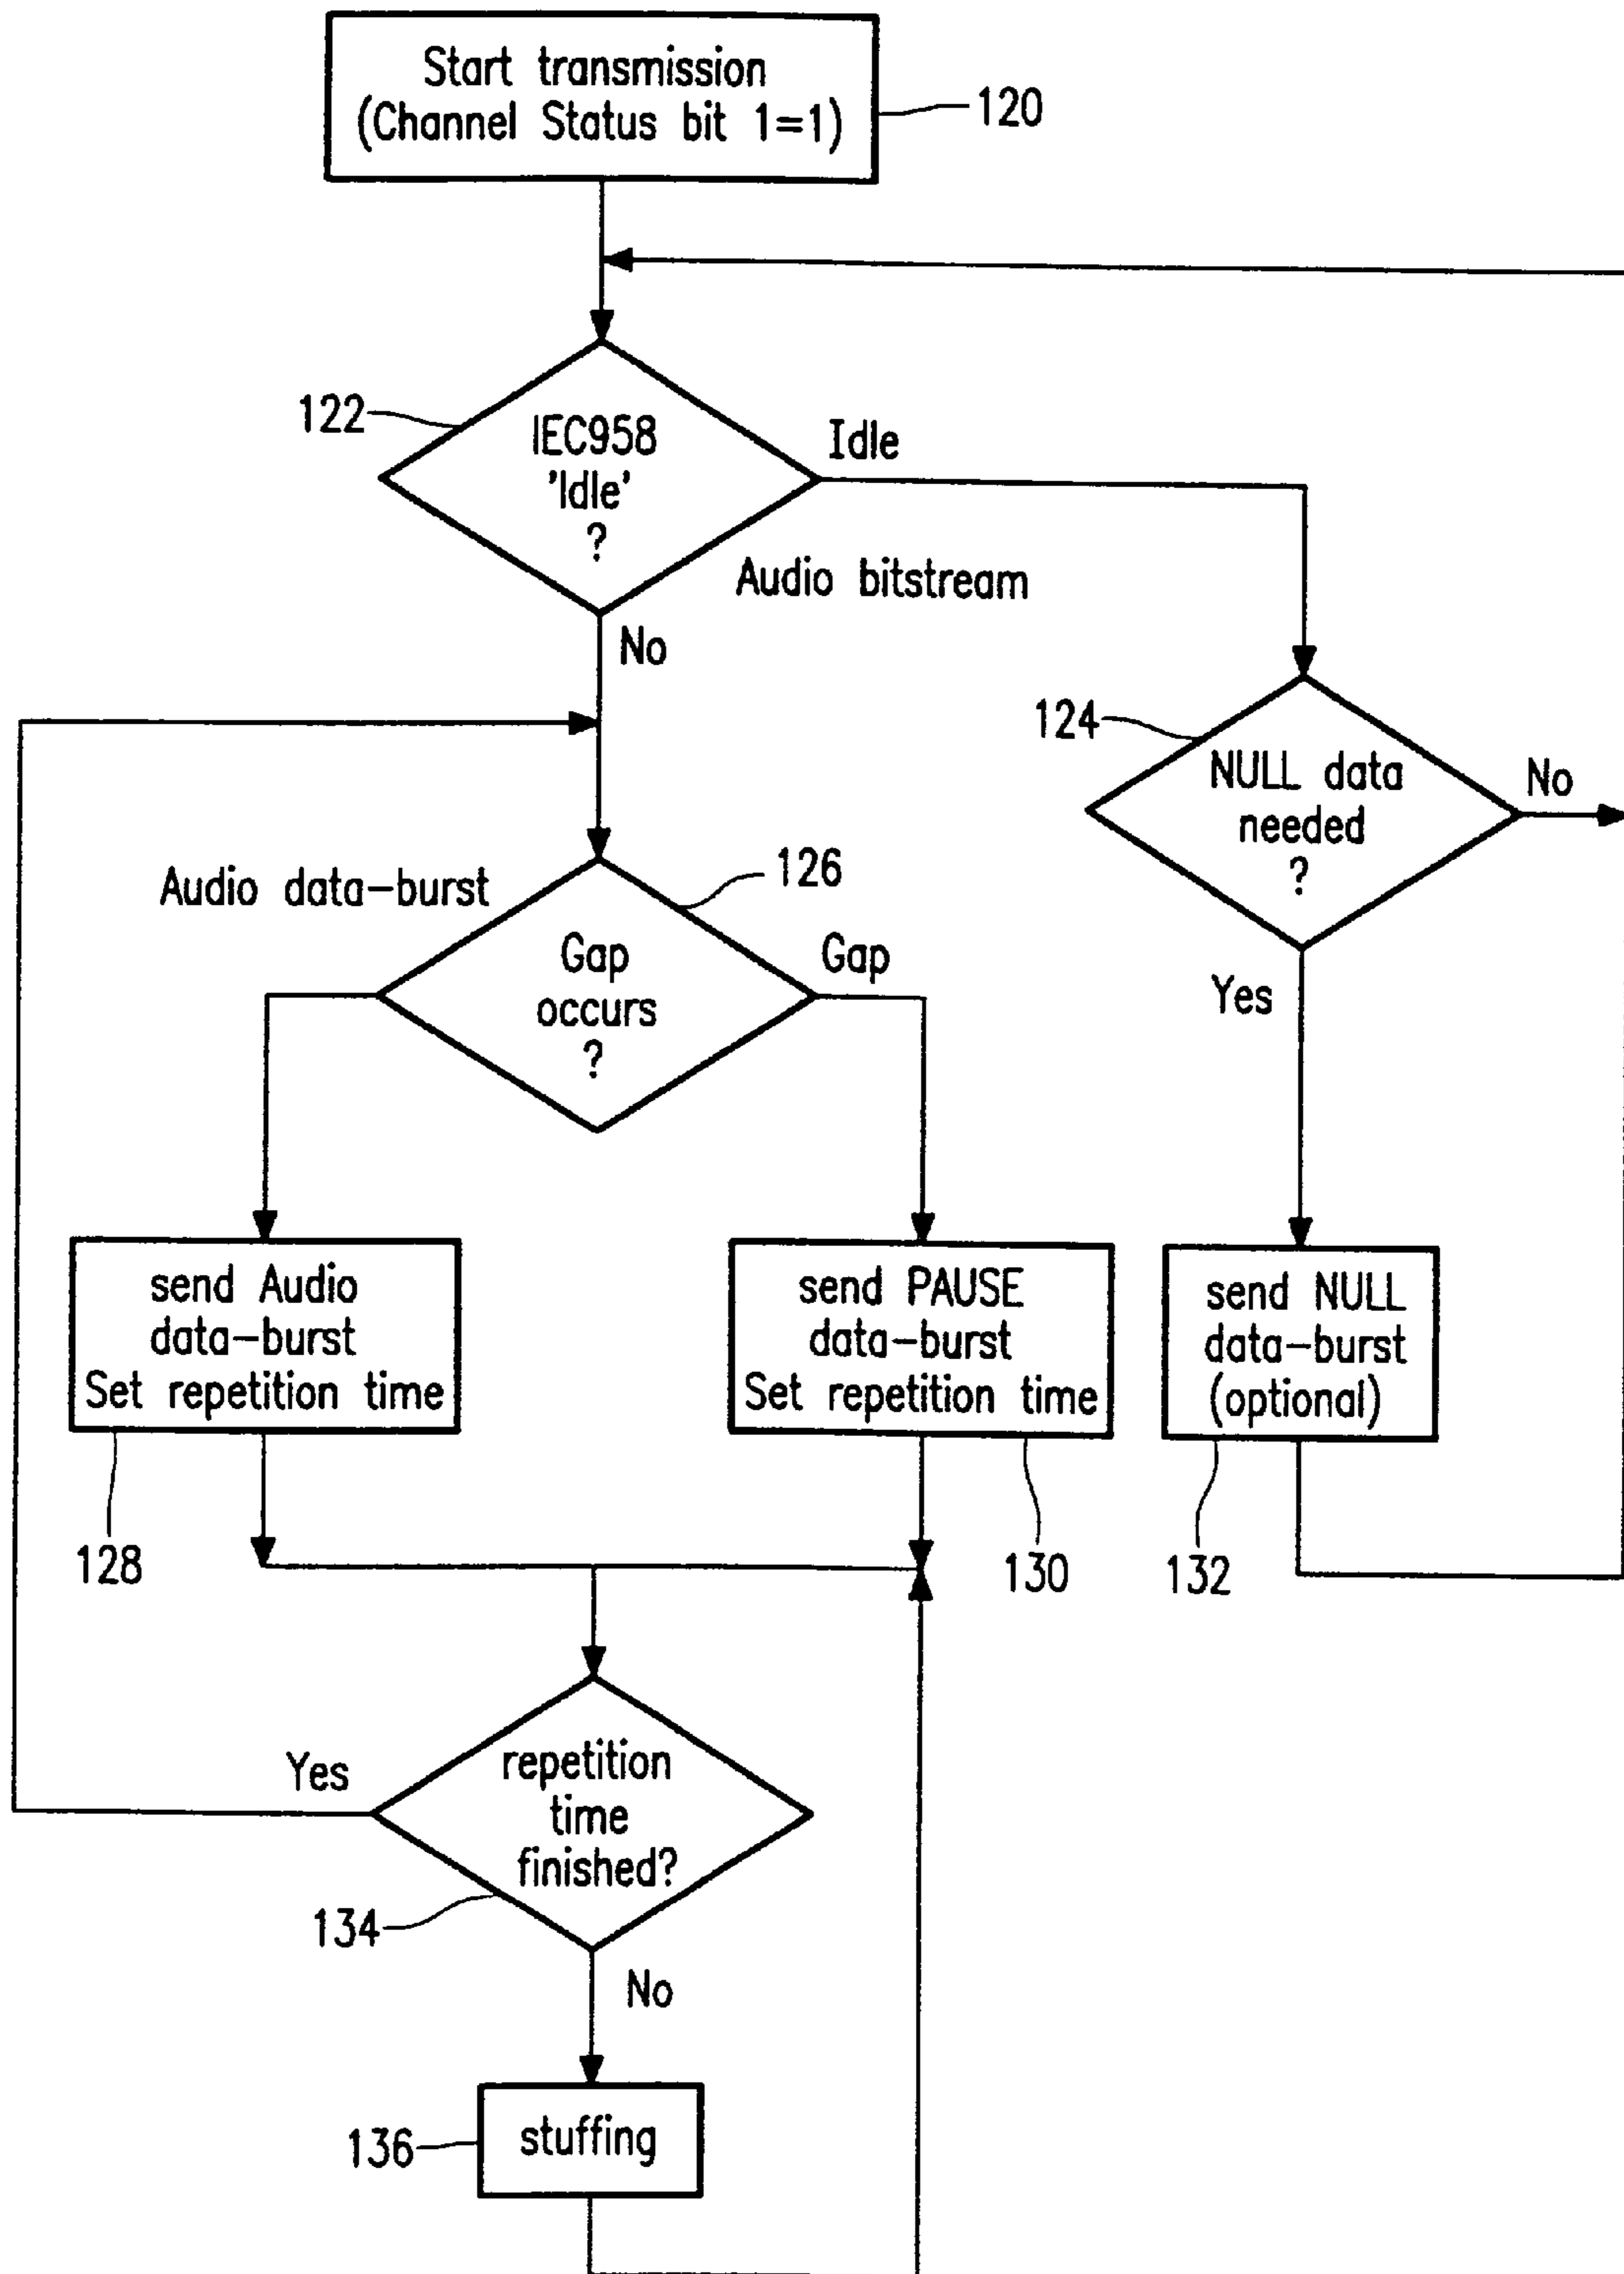 Start transmission
(Channel Status bit 1=1)
120
122
IEC958
'Idle'
?
Idle
Audio bitstream
No
124
NULL data
needed
?
No
Yes
Audio data-burst
126
Gap
occurs
?
Gap
send Audio
data-burst
Set repetition time
128
send PAUSE
data-burst
Set repetition time
130
send NULL
data-burst
(optional)
132
Yes
repetition
time
finished?
134
No
136
stuffing